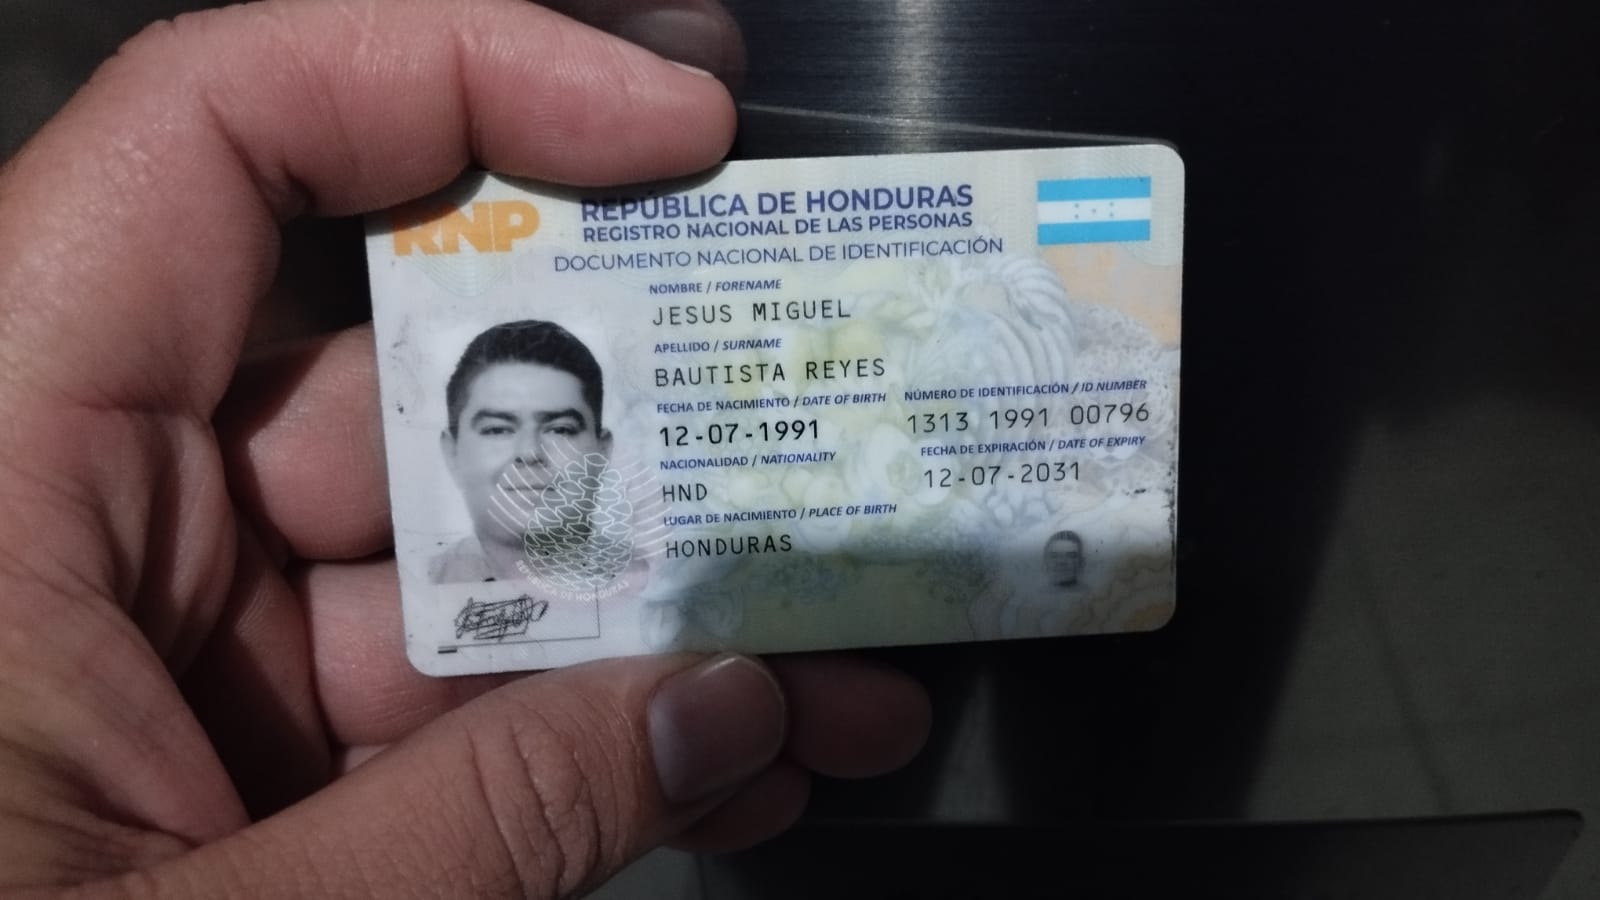 RNP
REPÚBLICA DE HONDURAS
REGISTRO NACIONAL DE LAS PERSONAS
DOCUMENTO NACIONAL DE IDENTIFICACIÓN
NOMBRE / FORENAME
JESUS MIGUEL
APELLIDO / SURNAME
BAUTISTA REYES
FECHA DE NACIMIENTO / DATE OF BIRTH
12-07-1991
NÚMERO DE IDENTIFICACIÓN / ID NUMBER
1313 1991 00796
NACIONALIDAD / NATIONALITY
HND
FECHA DE EXPIRACIÓN / DATE OF EXPIRY
12-07-2031
LUGAR DE NACIMIENTO / PLACE OF BIRTH
HONDURAS
REPÚBLICA DE HONDURAS